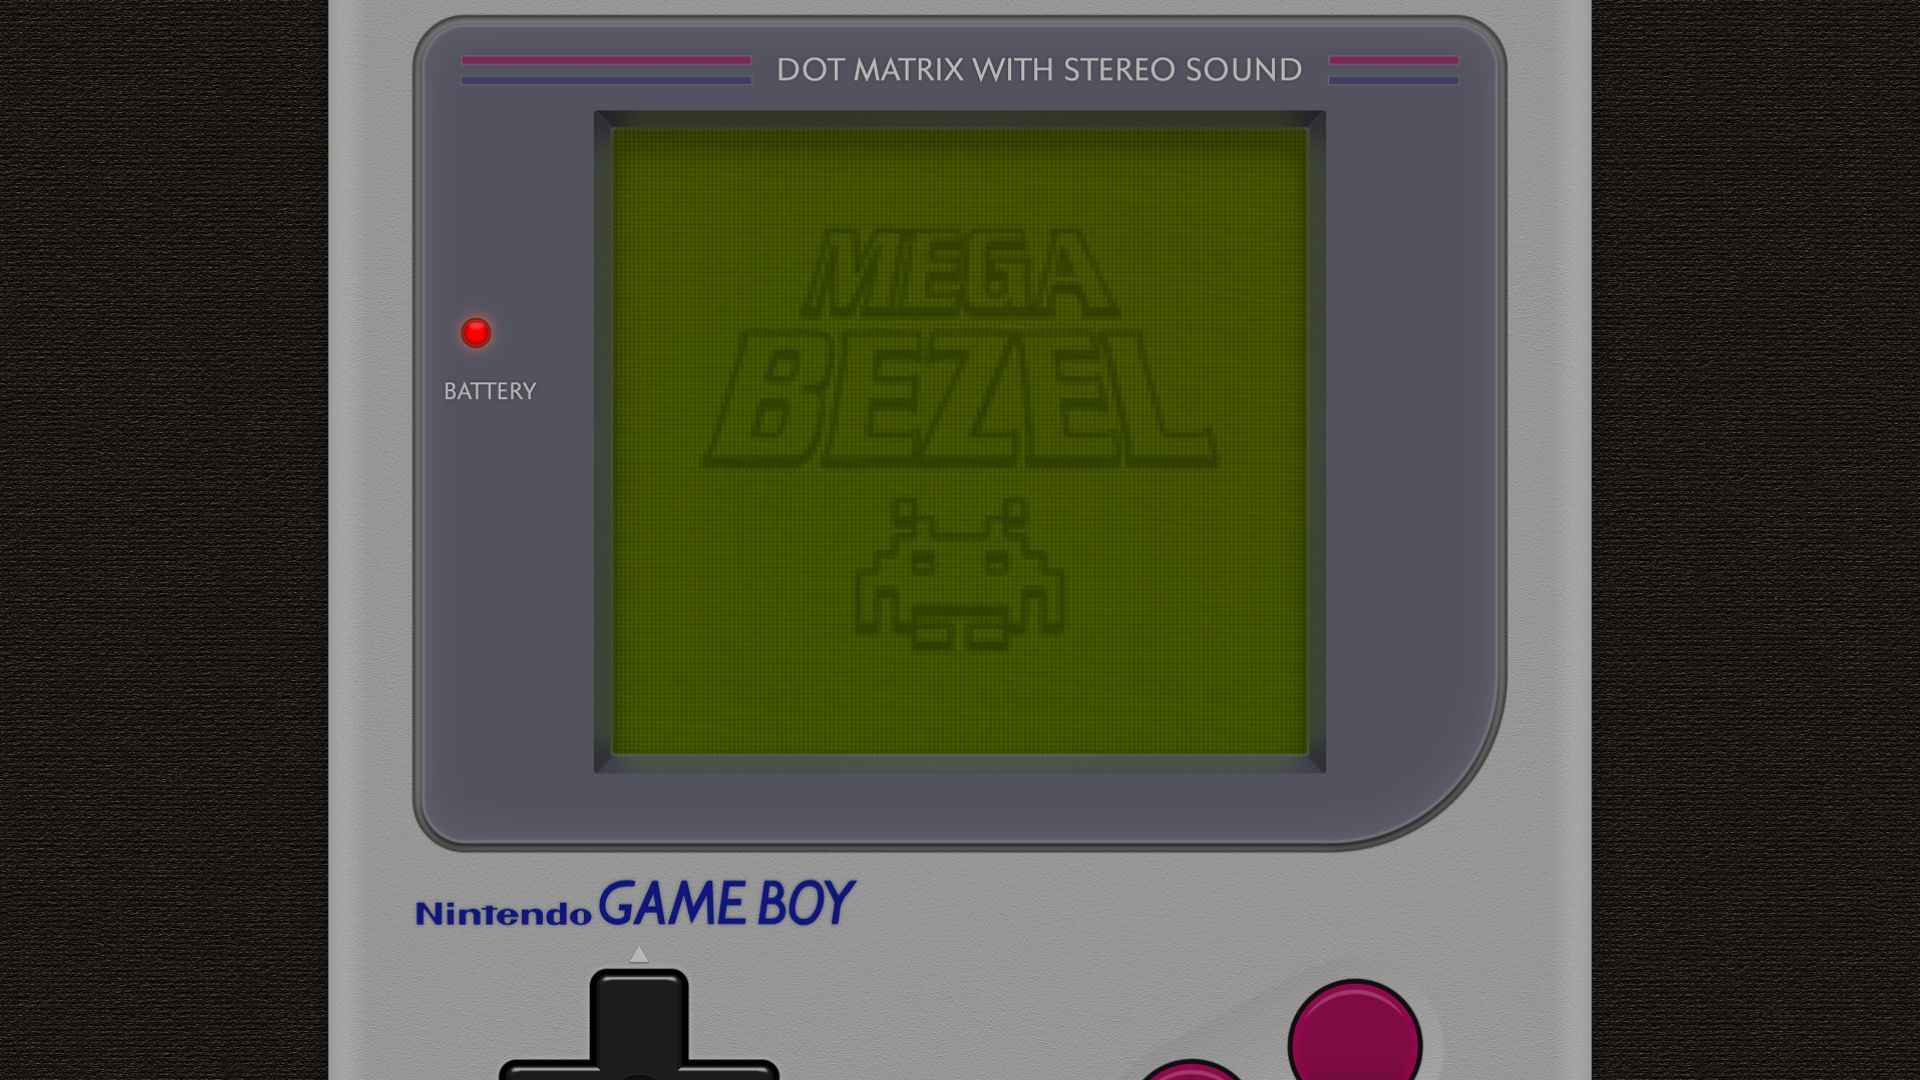 DOT MATRIX WITH STEREO SOUND
MEGA
BEZEL
BATTERY
Nintendo GAME BOY